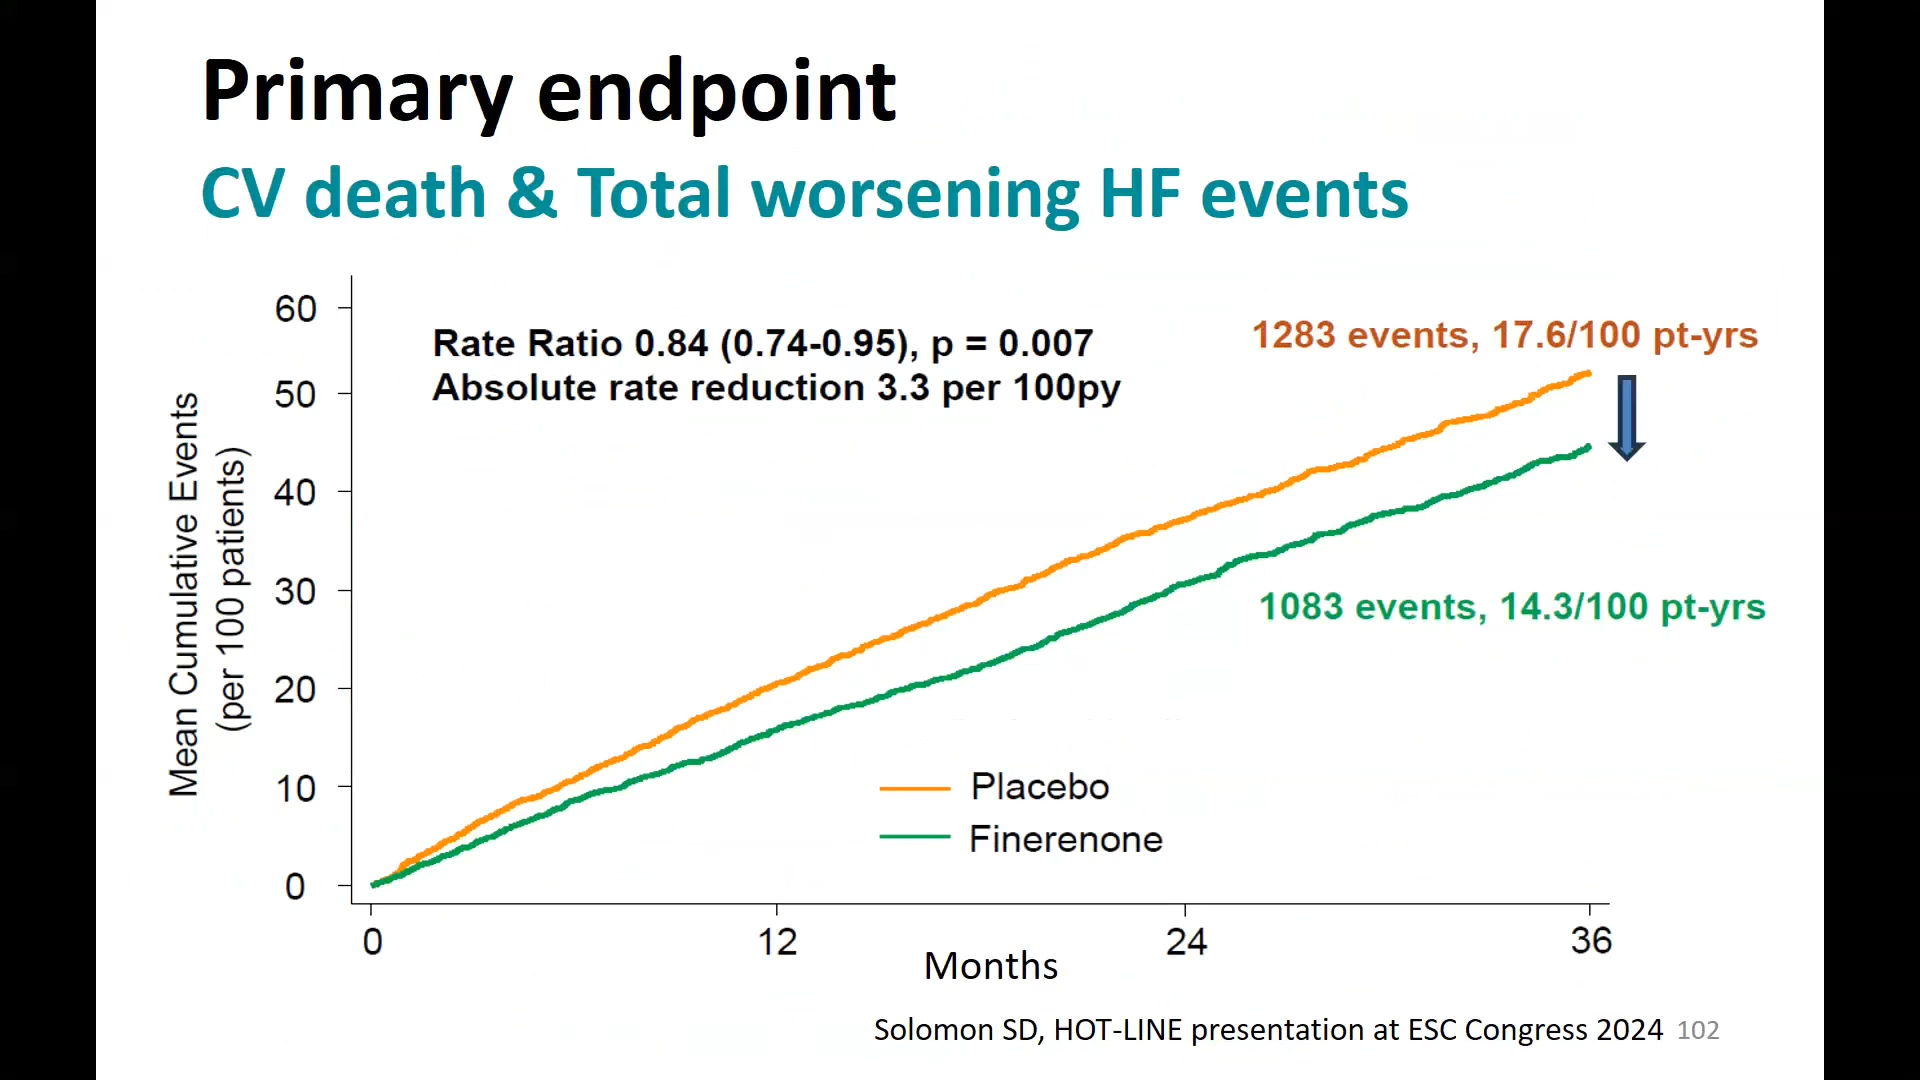 Primary endpoint
CV death & Total worsening HF events
Mean Cumulative Events
(per 100 patients)
60
50
40
30
20
10
0
Rate Ratio 0.84 (0.74-0.95), p = 0.007
Absolute rate reduction 3.3 per 100py
1283 events, 17.6/100 pt-yrs
1083 events, 14.3/100 pt-yrs
Placebo
Finerenone
0 12 24 36
Months
Solomon SD, HOT-LINE presentation at ESC Congress 2024 102